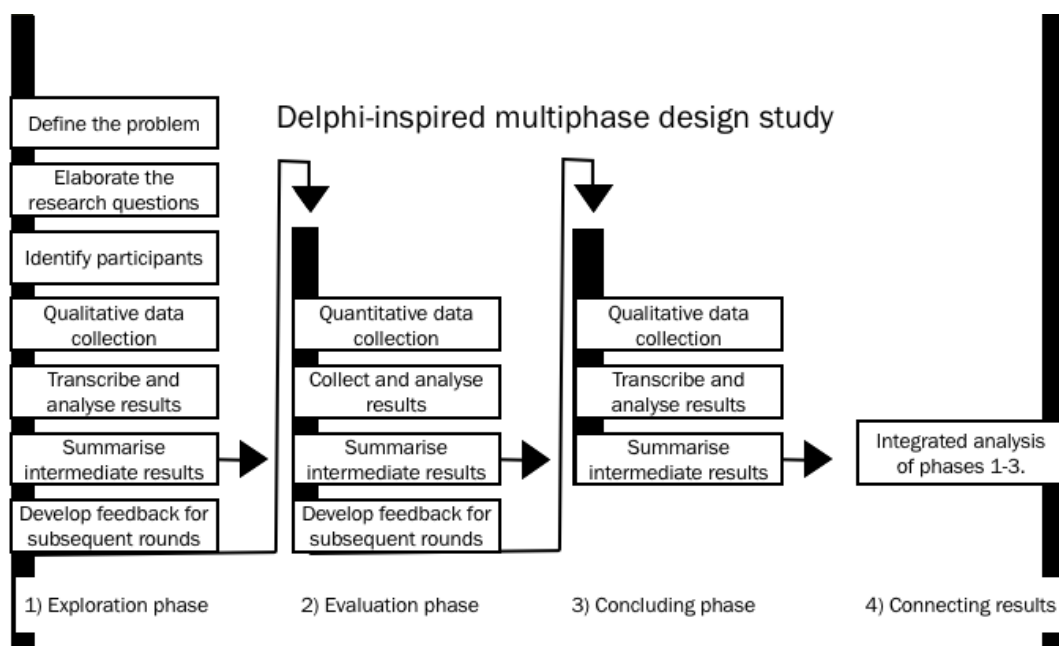 Delphi-inspired multiphase design study
Define the problem
Elaborate the
research questions
Identify participants
Qualitative data
collection
Transcribe and
analyse results
Summarise
intermediate results
Develop feedback for
subsequent rounds
1) Exploration phase
Quantitative data
collection
Collect and analyse
results
Summarise
intermediate results
Develop feedback for
subsequent rounds
2) Evaluation phase
Qualitative data
collection
Transcribe and
analyse results
Summarise
intermediate results
3) Concluding phase
Integrated analysis
of phases 1-3.
4) Connecting results